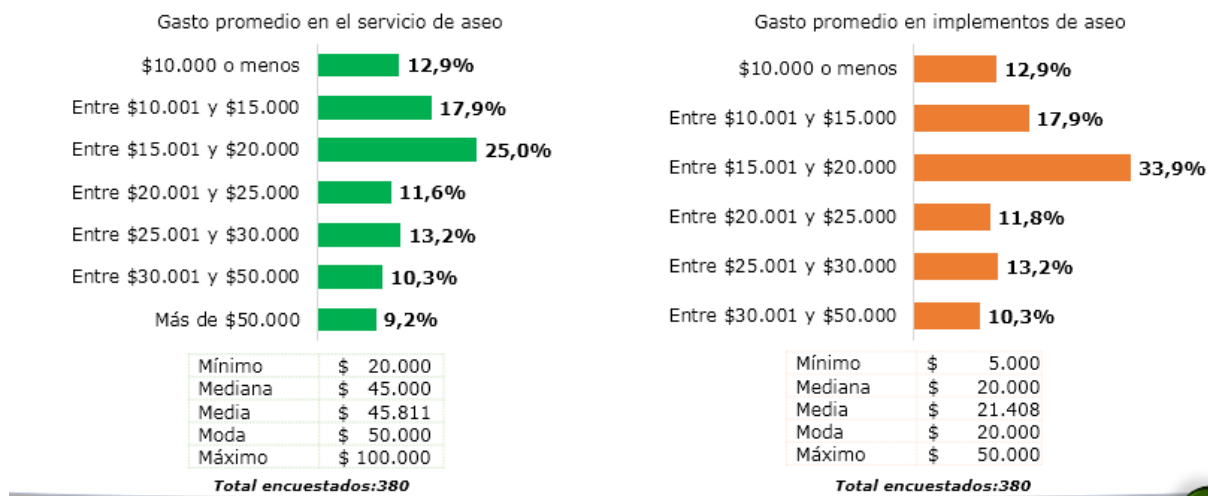 Gasto promedio en el servicio de aseo
$10.000 o menos 12,9%
Entre $10.001 y $15.000 17,9%
Entre $15.001 y $20.000 25,0%
Entre $20.001 y $25.000 11,6%
Entre $25.001 y $30.000 13,2%
Entre $30.001 y $50.000 10,3%
Más de $50.000 9,2%
Mínimo $ 20.000
Mediana $ 45.000
Media $ 45.811
Moda $ 50.000
Máximo $ 100.000
Total encuestados:380
Gasto promedio en implementos de aseo
$10.000 o menos 12,9%
Entre $10.001 y $15.000 17,9%
Entre $15.001 y $20.000 33,9%
Entre $20.001 y $25.000 11,8%
Entre $25.001 y $30.000 13,2%
Entre $30.001 y $50.000 10,3%
Mínimo $ 5.000
Mediana $ 20.000
Media $ 21.408
Moda $ 20.000
Máximo $ 50.000
Total encuestados:380